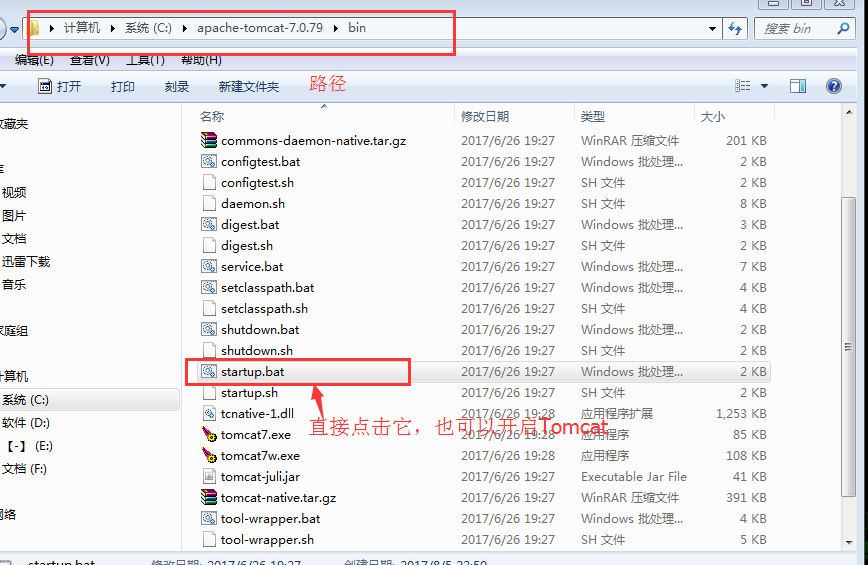 计算机 系统 (C:) apache-tomcat-7.0.79 bin 搜索 bin
编辑(E) 查看(V) 工具(T) 帮助(H)
打开 打印 刻录 新建文件夹 路径
名称 修改日期 类型 大小
commons-daemon-native.tar.gz 2017/6/26 19:27 WinRAR 压缩文件 201 KB
configtest.bat 2017/6/26 19:27 Windows 批处理... 2 KB
configtest.sh 2017/6/26 19:27 SH 文件 2 KB
视频 daemon.sh 2017/6/26 19:27 SH 文件 8 KB
图片 digest.bat 2017/6/26 19:27 Windows 批处理... 3 KB
文档 digest.sh 2017/6/26 19:27 SH 文件 2 KB
迅雷下载 service.bat 2017/6/26 19:27 Windows 批处理... 7 KB
音乐 setclasspath.bat 2017/6/26 19:27 Windows 批处理... 4 KB
setclasspath.sh 2017/6/26 19:27 SH 文件 4 KB
shutdown.bat 2017/6/26 19:27 Windows 批处理... 2 KB
shutdown.sh 2017/6/26 19:27 SH 文件 2 KB
startup.bat 2017/6/26 19:27 Windows 批处理... 2 KB
系统 (C:) startup.sh 2017/6/26 19:27 SH 文件 2 KB
软件 (D:) tcnative-1.dll 2017/6/26 19:28 应用程序扩展 1,253 KB
直接点击它，也可以开启Tomcat
tomcat7.exe 2017/6/26 19:28 应用程序 85 KB
【-】 (E:) tomcat7w.exe 2017/6/26 19:28 应用程序 108 KB
文档 (F:) tomcat-juli.jar 2017/6/26 19:27 Executable Jar File 41 KB
tomcat-native.tar.gz 2017/6/26 19:27 WinRAR 压缩文件 391 KB
tool-wrapper.bat 2017/6/26 19:27 Windows 批处理... 4 KB
tool-wrapper.sh 2017/6/26 19:27 SH 文件 5 KB
startup.bat 修改日期: 2017/6/26 19:27 创建日期: 2017/8/5 22:50